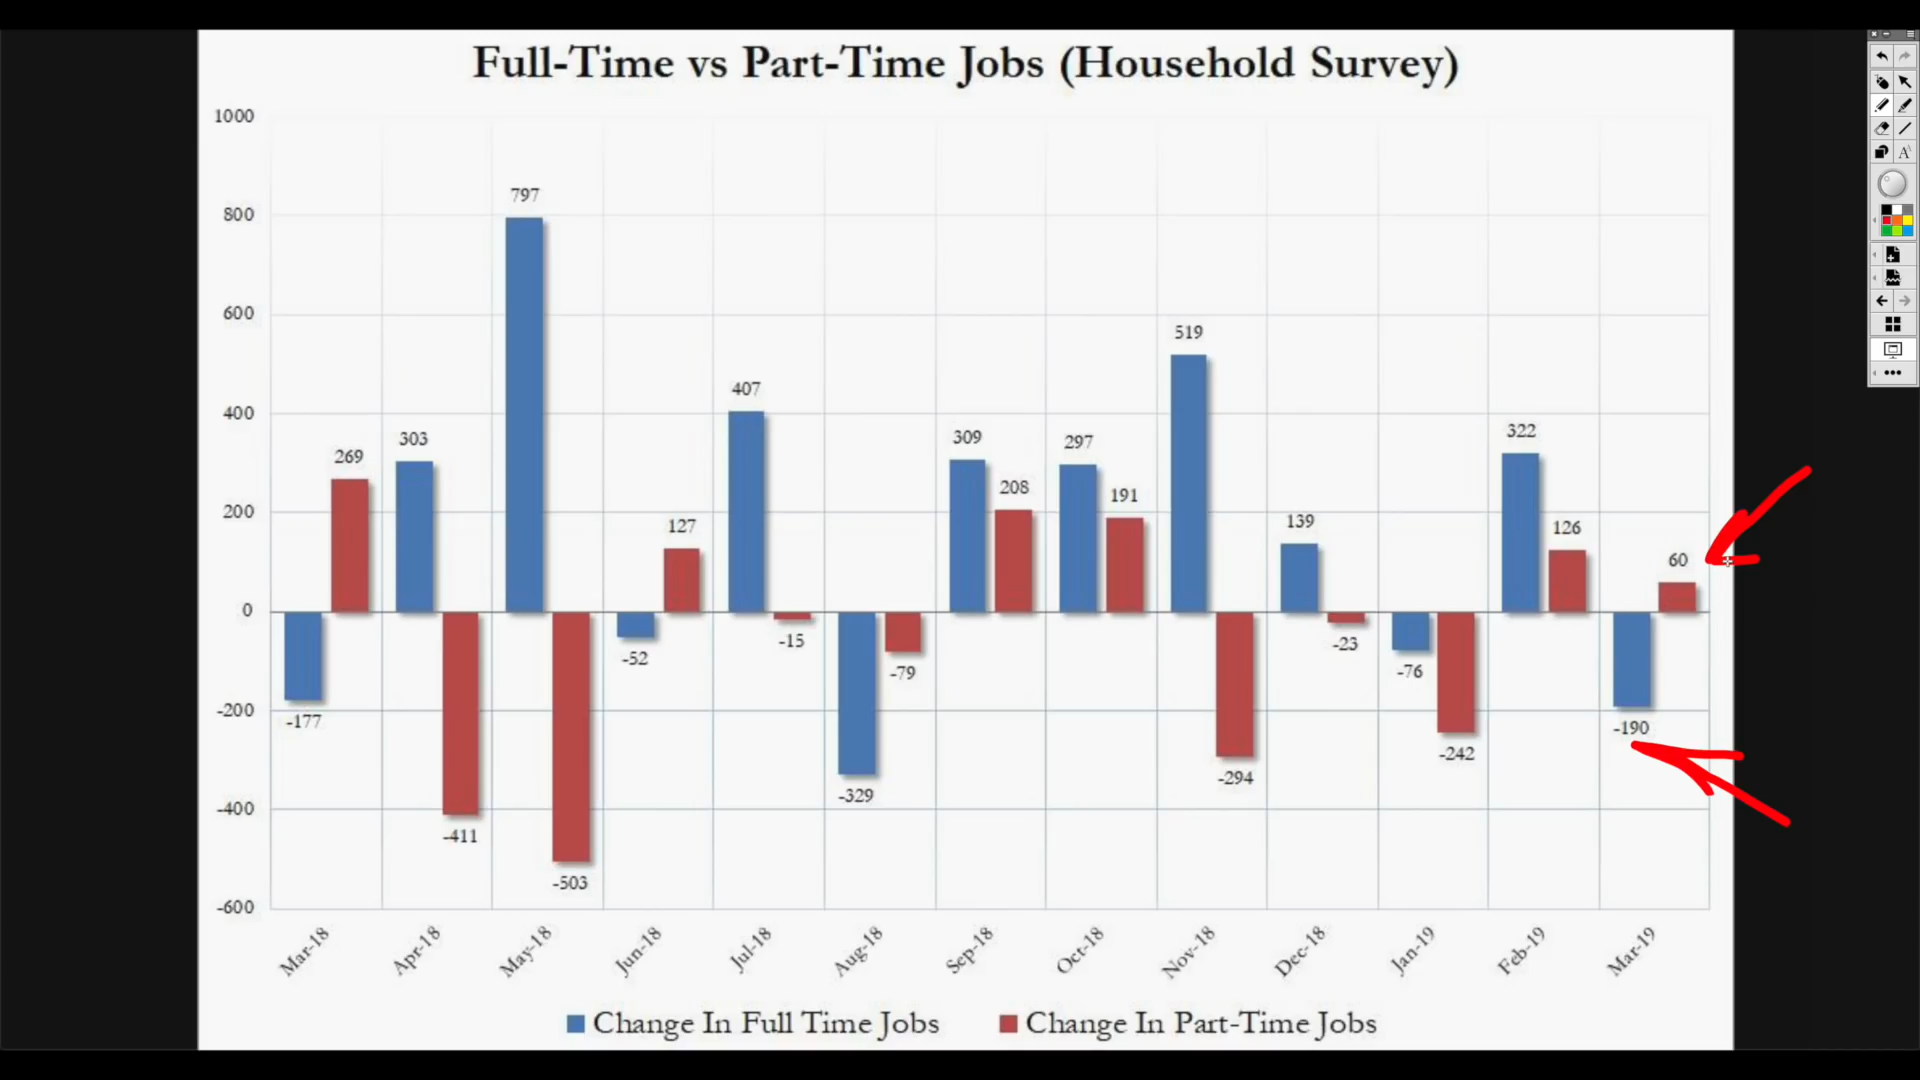 Full-Time vs Part-Time Jobs (Household Survey)
1000
800
600
400
200
0
-200
-400
-600
-177
269
303
-411
797
-503
-52
127
407
-15
-329
-79
309
208
297
191
519
-294
139
-23
-76
-242
322
126
-190
60
Mar-18
Apr-18
May-18
Jun-18
Jul-18
Aug-18
Sep-18
Oct-18
Nov-18
Dec-18
Jan-19
Feb-19
Mar-19
Change In Full Time Jobs
Change In Part-Time Jobs
A